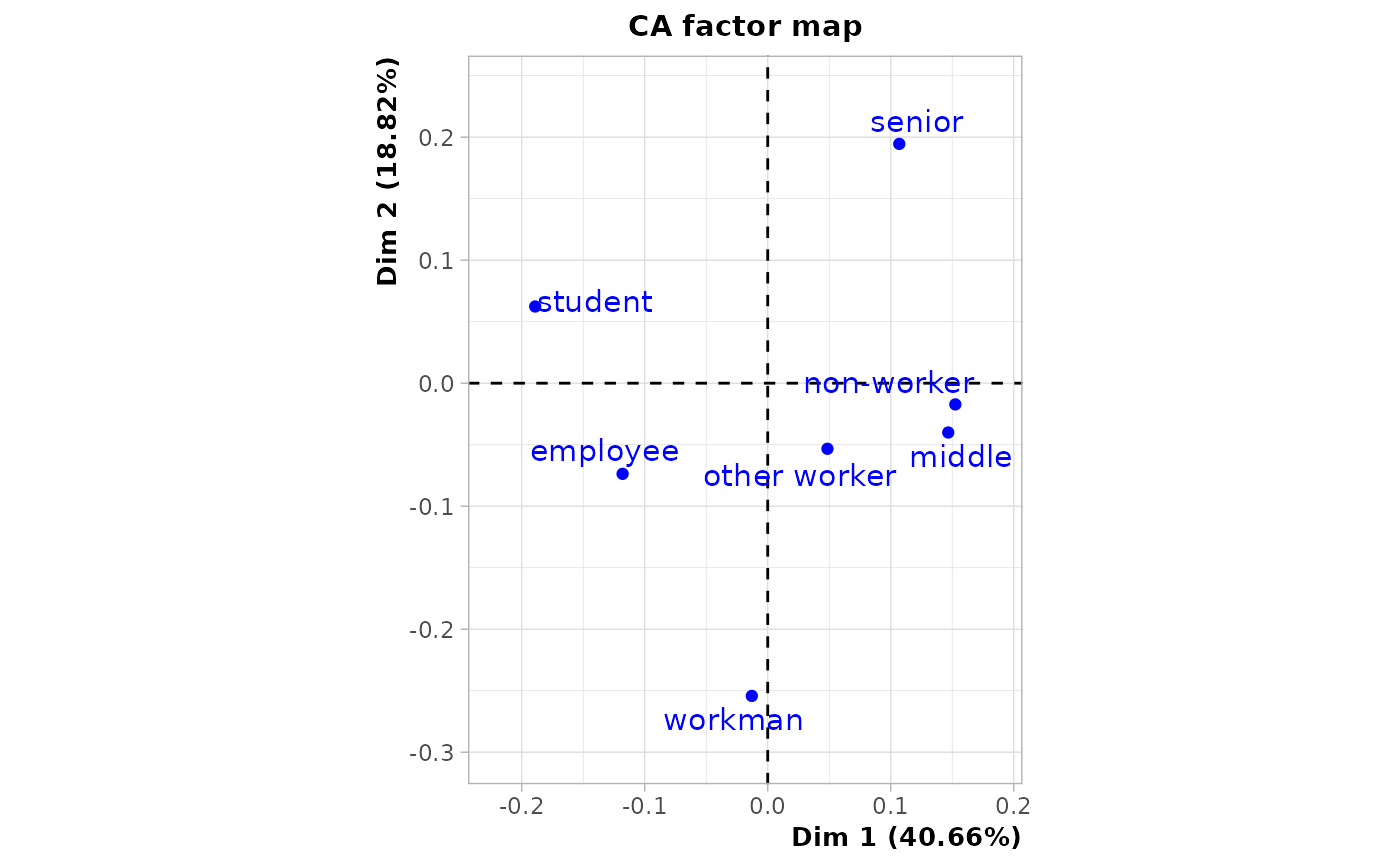 CA factor map
Dim 2 (18.82%)
0.2
0.1
0.0
-0.1
-0.2
-0.3
senior
student
non-worker
employee
middle
other worker
workman
-0.2
-0.1
0.0
0.1
0.2
Dim 1 (40.66%)